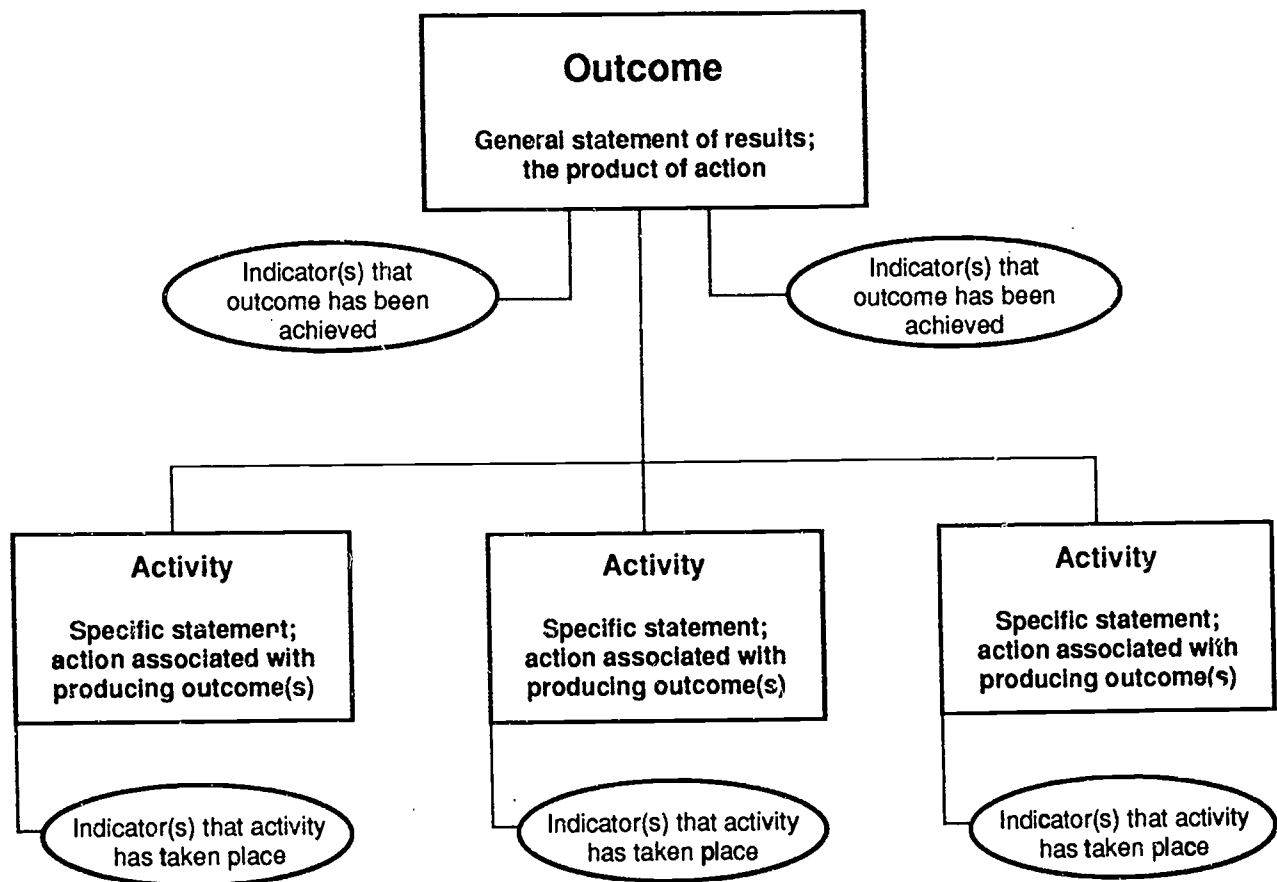 Outcome
General statement of results;
the product of action
Indicator(s) that
outcome has been
achieved
Indicator(s) that
outcome has been
achieved
Activity
Specific statement;
action associated with
producing outcome(s)
Activity
Specific statement;
action associated with
producing outcome(s)
Activity
Specific statement;
action associated with
producing outcome(s)
Indicator(s) that activity
has taken place
Indicator(s) that activity
has taken place
Indicator(s) that activity
has taken place